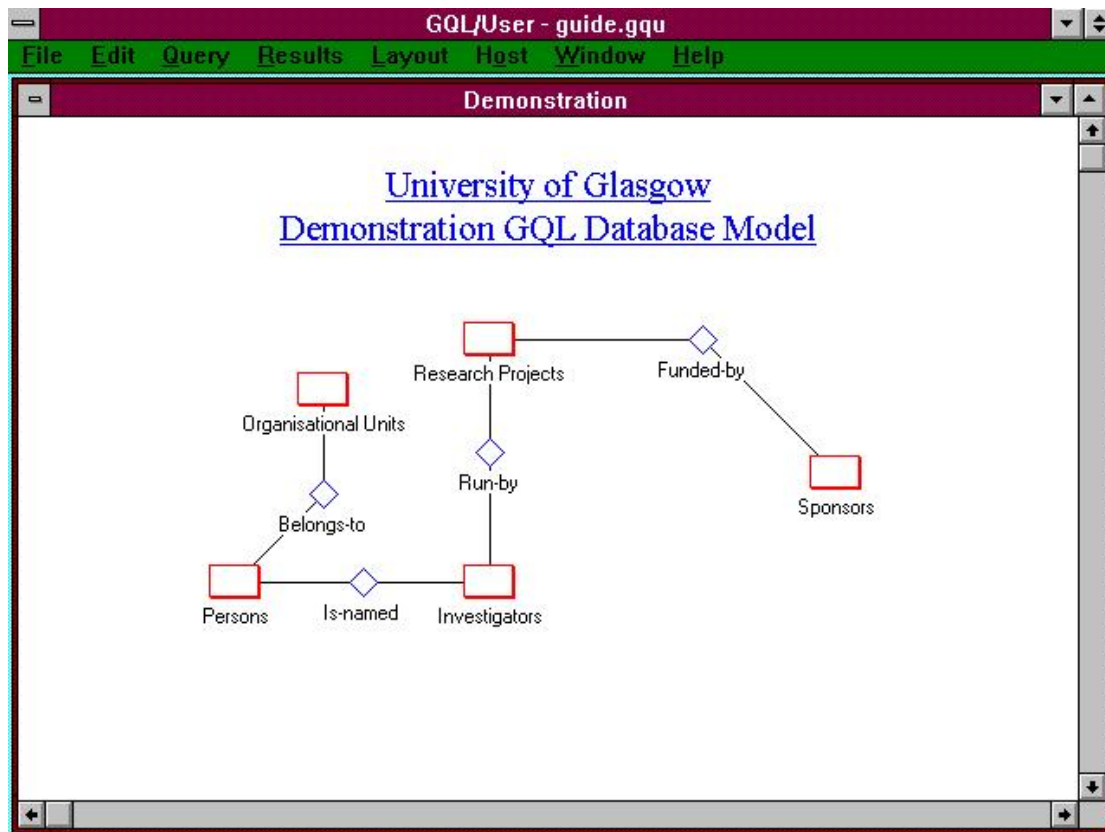 GQL/User - guide.gqu
File Edit Query Results Layout Host Window Help
Demonstration
University of Glasgow
Demonstration GQL Database Model
Research Projects
Funded-by
Organisational Units
Run-by
Sponsors
Belongs-to
Persons
Is-named
Investigators